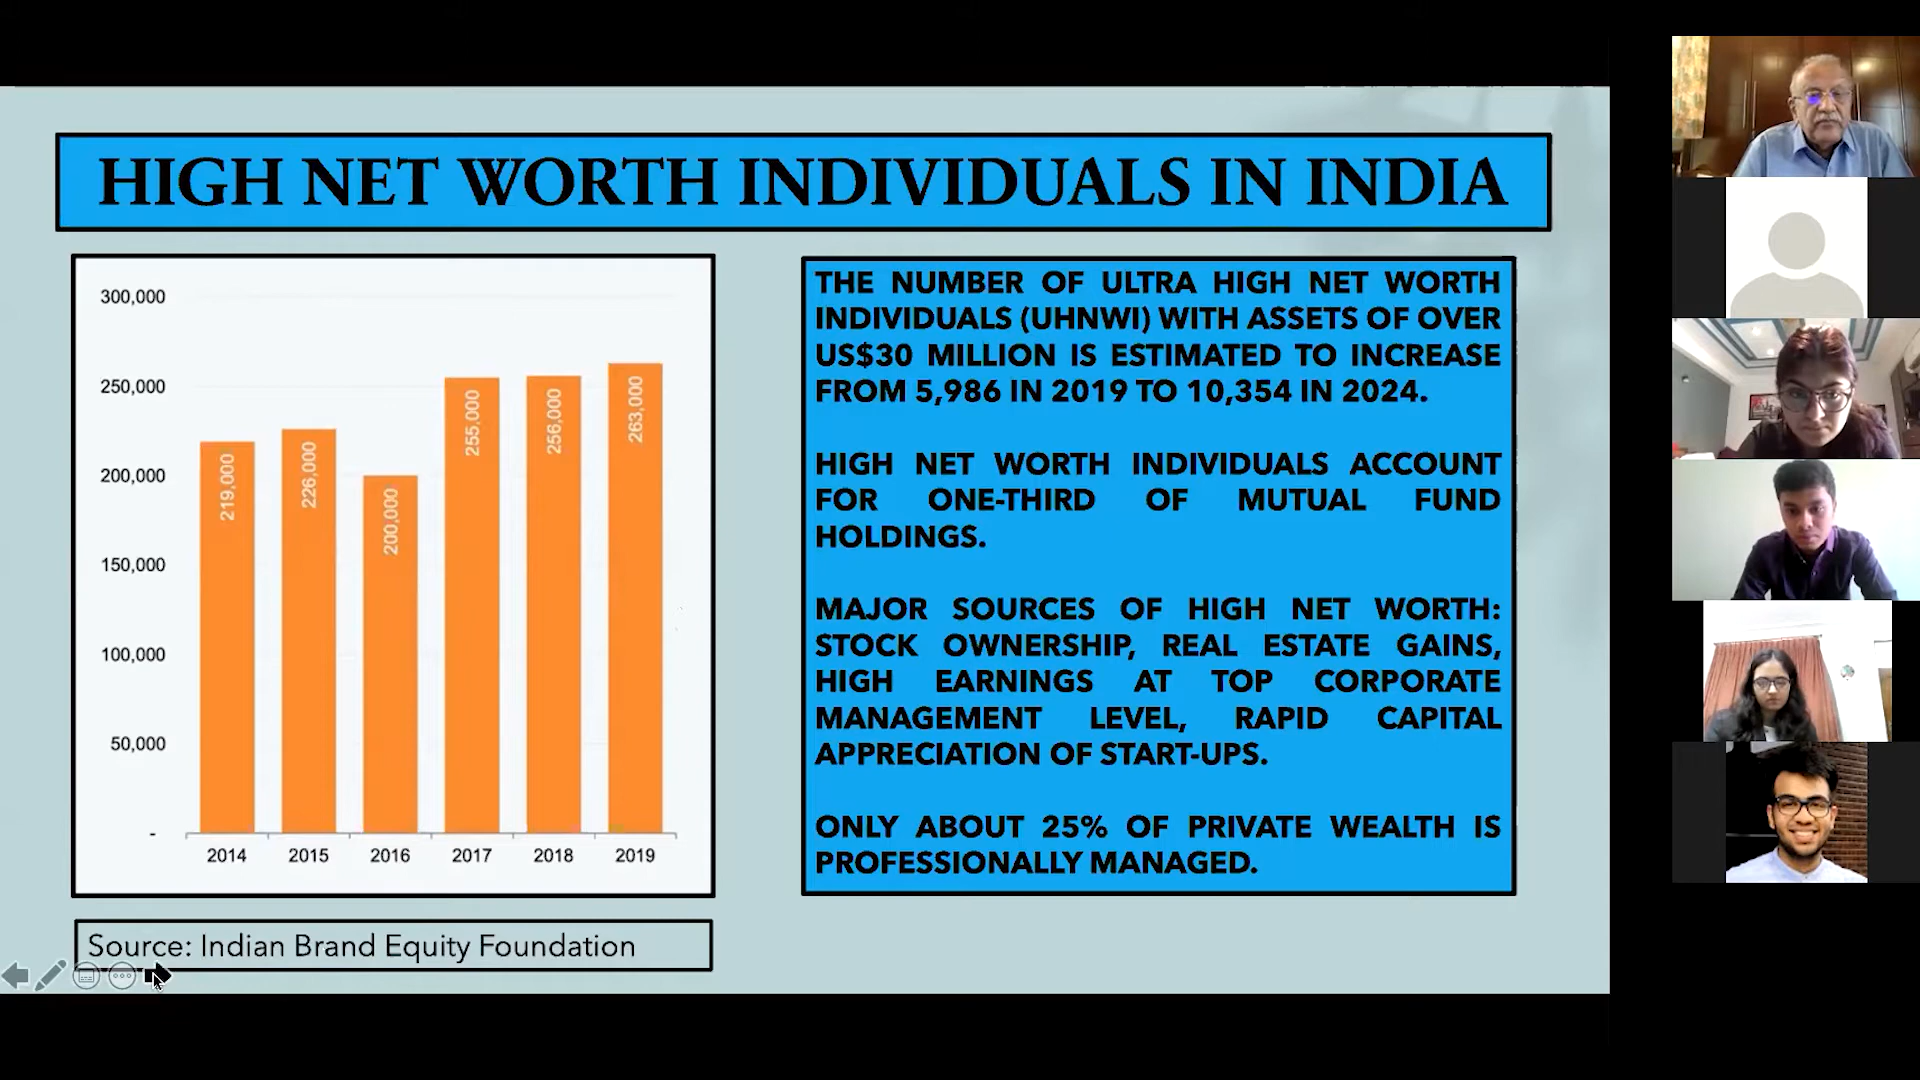 HIGH NET WORTH INDIVIDUALS IN INDIA
300,000
250,000
200,000
150,000
100,000
50,000
-
219,000
226,000
200,000
255,000
256,000
263,000
2014 2015 2016 2017 2018 2019
Source: Indian Brand Equity Foundation
THE NUMBER OF ULTRA HIGH NET WORTH
INDIVIDUALS (UHNWI) WITH ASSETS OF OVER
US$30 MILLION IS ESTIMATED TO INCREASE
FROM 5,986 IN 2019 TO 10,354 IN 2024.
HIGH NET WORTH INDIVIDUALS ACCOUNT
FOR ONE-THIRD OF MUTUAL FUND
HOLDINGS.
MAJOR SOURCES OF HIGH NET WORTH:
STOCK OWNERSHIP, REAL ESTATE GAINS,
HIGH EARNINGS AT TOP CORPORATE
MANAGEMENT LEVEL, RAPID CAPITAL
APPRECIATION OF START-UPS.
ONLY ABOUT 25% OF PRIVATE WEALTH IS
PROFESSIONALLY MANAGED.